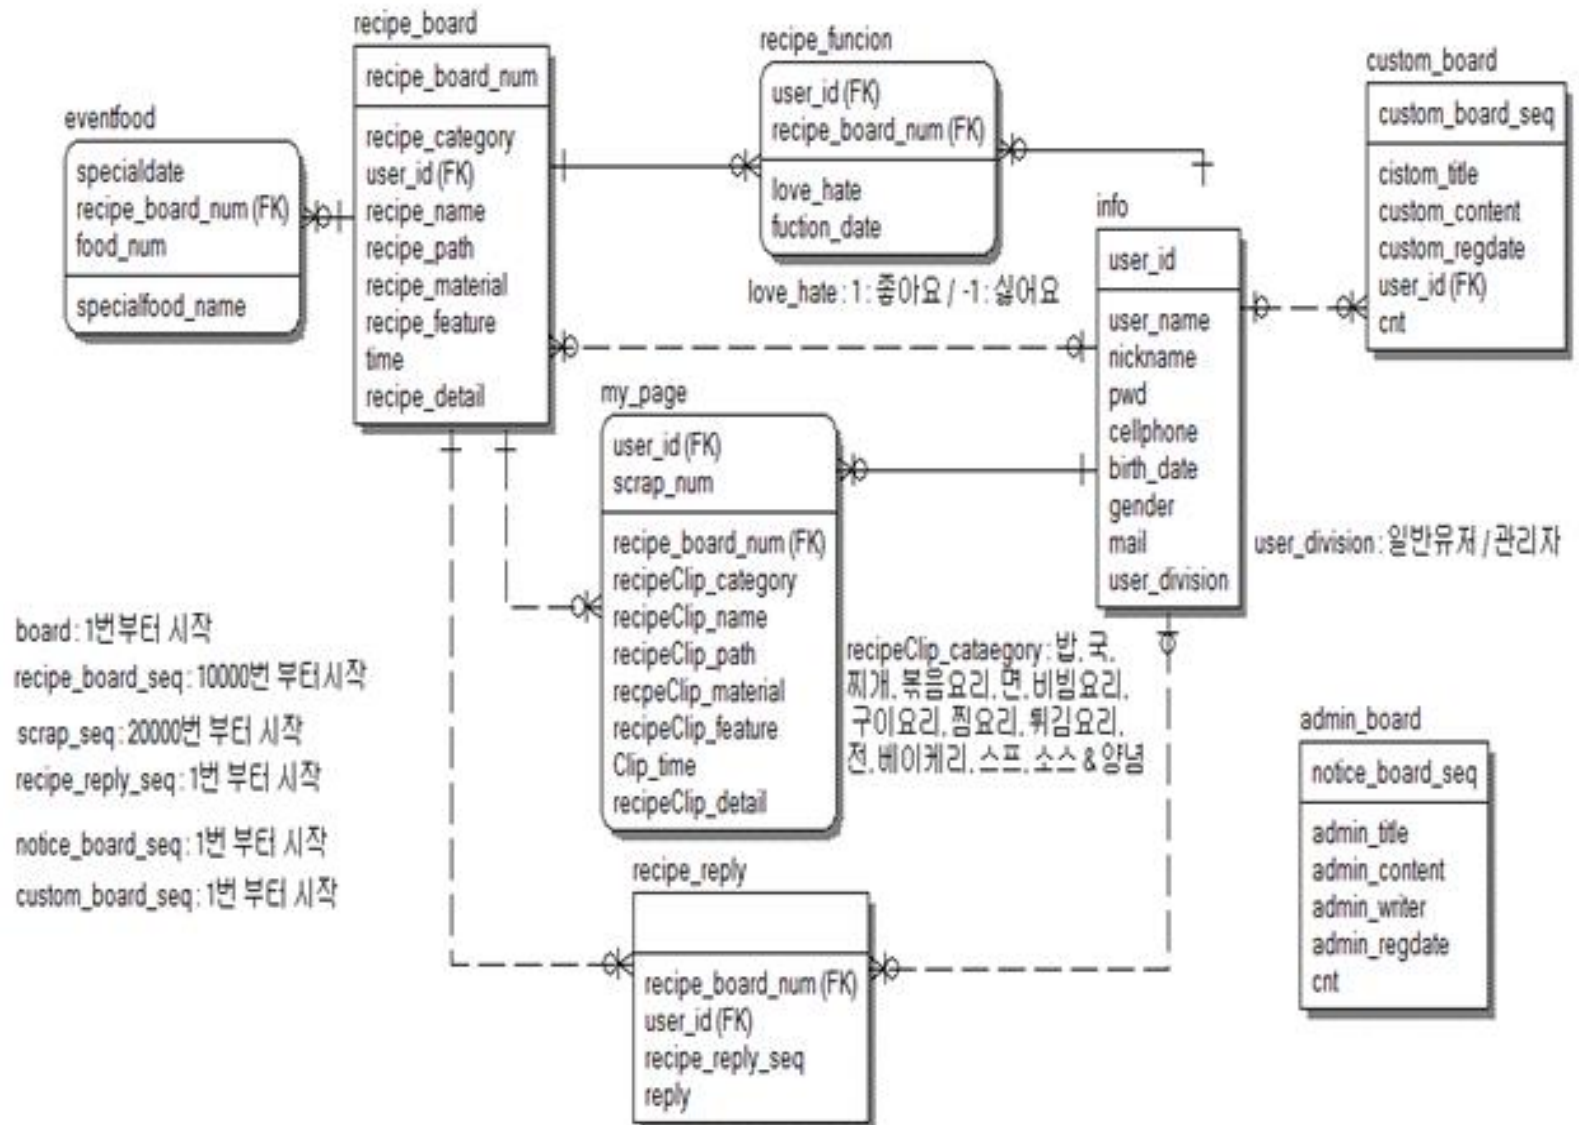 recipe_board
recipe_board_num
recipe_category
user_id (FK)
recipe_name
recipe_path
recipe_material
recipe_feature
time
recipe_detail
recipe_funcion
user_id (FK)
recipe_board_num (FK)
love_hate
fuction_date
love_hate : 1 : 좋아요 / -1 : 싫어요
custom_board
custom_board_seq
cistom_title
custom_content
custom_regdate
user_id (FK)
cnt
eventfood
specialdate
recipe_board_num (FK)
food_num
specialfood_name
info
user_id
user_name
nickname
pwd
cellphone
birth_date
gender
mail
user_division
user_division : 일반유저 / 관리자
my_page
user_id (FK)
scrap_num
recipe_board_num (FK)
recipeClip_category
recipeClip_name
recipeClip_path
recpeClip_material
recipeClip_feature
Clip_time
recipeClip_detail
recipeClip_cataegory : 밥, 국,
찌개, 볶음요리, 면, 비빔요리,
구이요리, 찜요리, 튀김요리,
전, 베이케리, 스프, 소스 & 양념
board : 1번부터 시작
recipe_board_seq : 10000번 부터시작
scrap_seq : 20000번 부터 시작
recipe_reply_seq : 1번 부터 시작
notice_board_seq : 1번 부터 시작
custom_board_seq : 1번 부터 시작
recipe_reply
recipe_board_num (FK)
user_id (FK)
recipe_reply_seq
reply
admin_board
notice_board_seq
admin_title
admin_content
admin_writer
admin_regdate
cnt